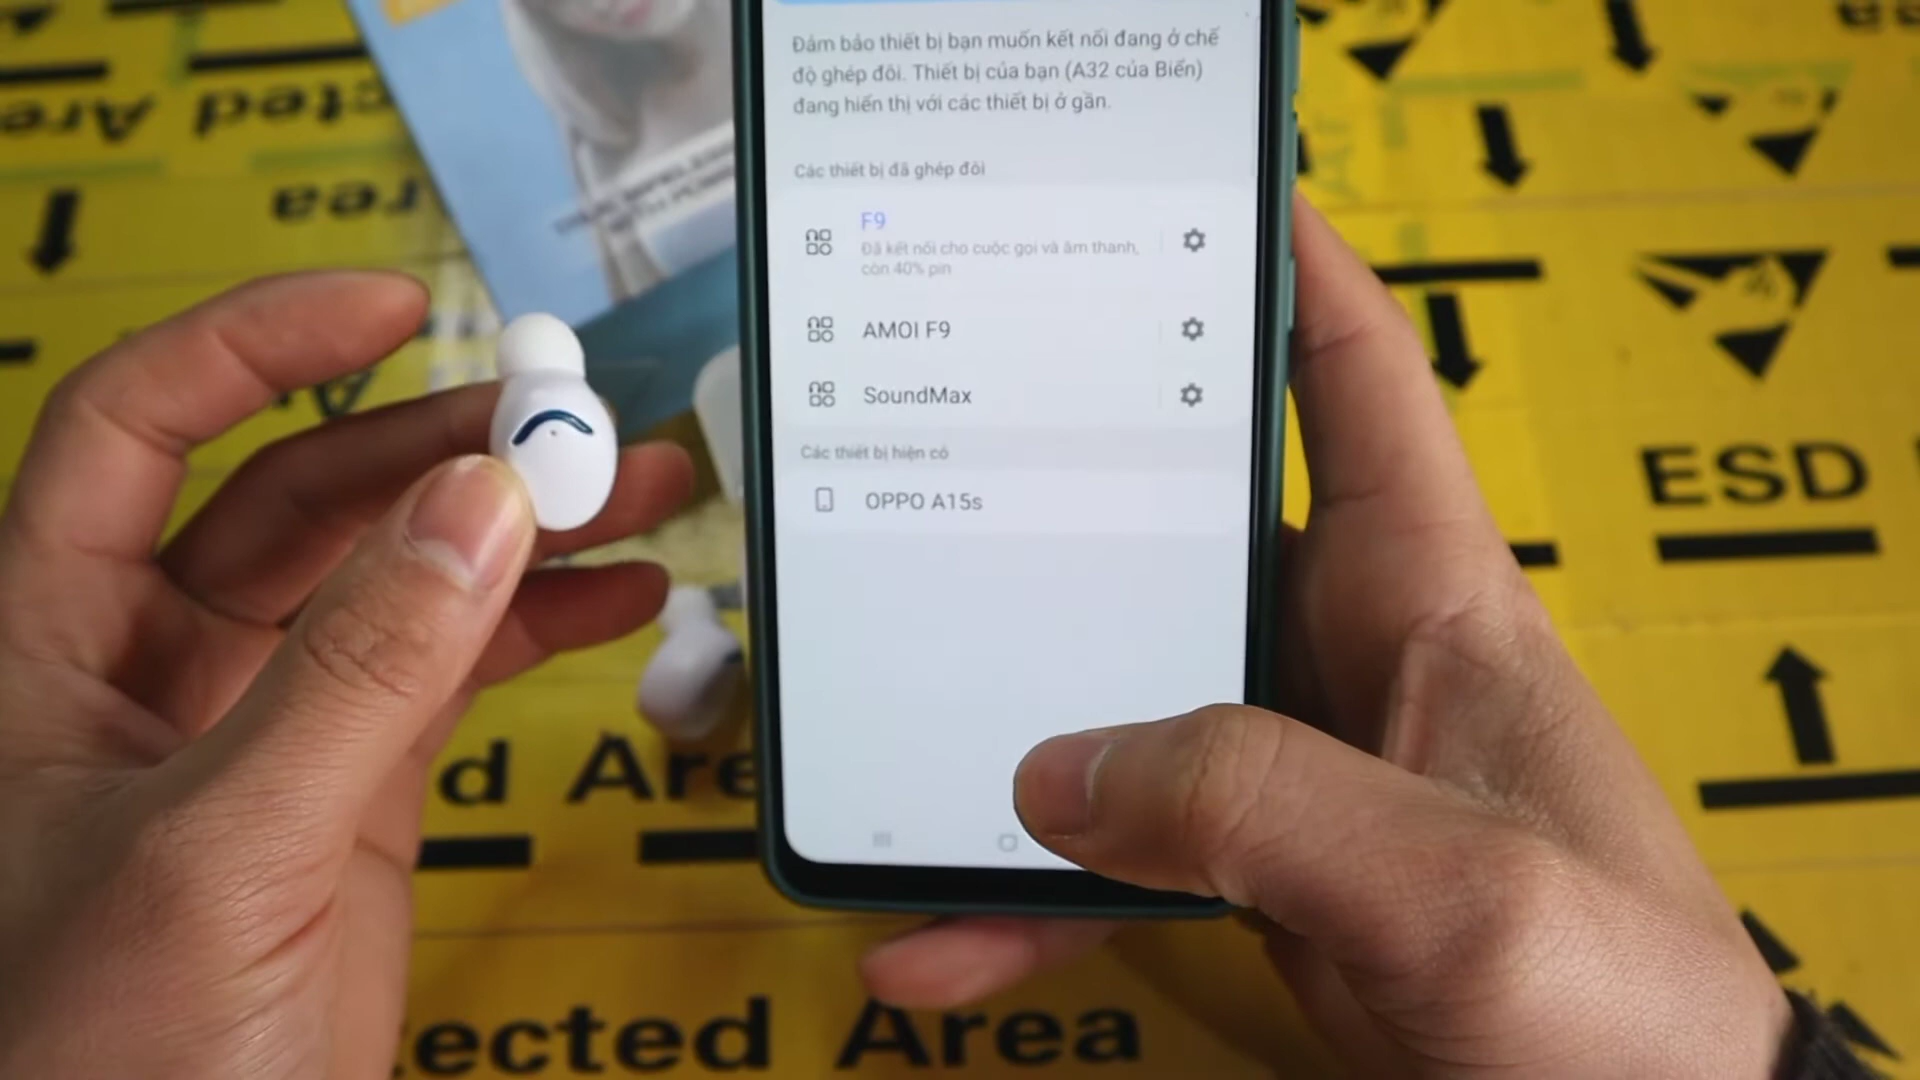 Đảm bảo thiết bị bạn muốn kết nối đang ở chế
độ ghép đôi. Thiết bị của bạn (A32 của Biển)
đang hiển thị với các thiết bị ở gần.
Các thiết bị đã ghép đôi
F9
Đã kết nối cho cuộc gọi và âm thanh,
còn 40% pin
AMOI F9
SoundMax
Các thiết bị hiện có
OPPO A15s
ected
Area
Area
ESD
d Are
tected Area